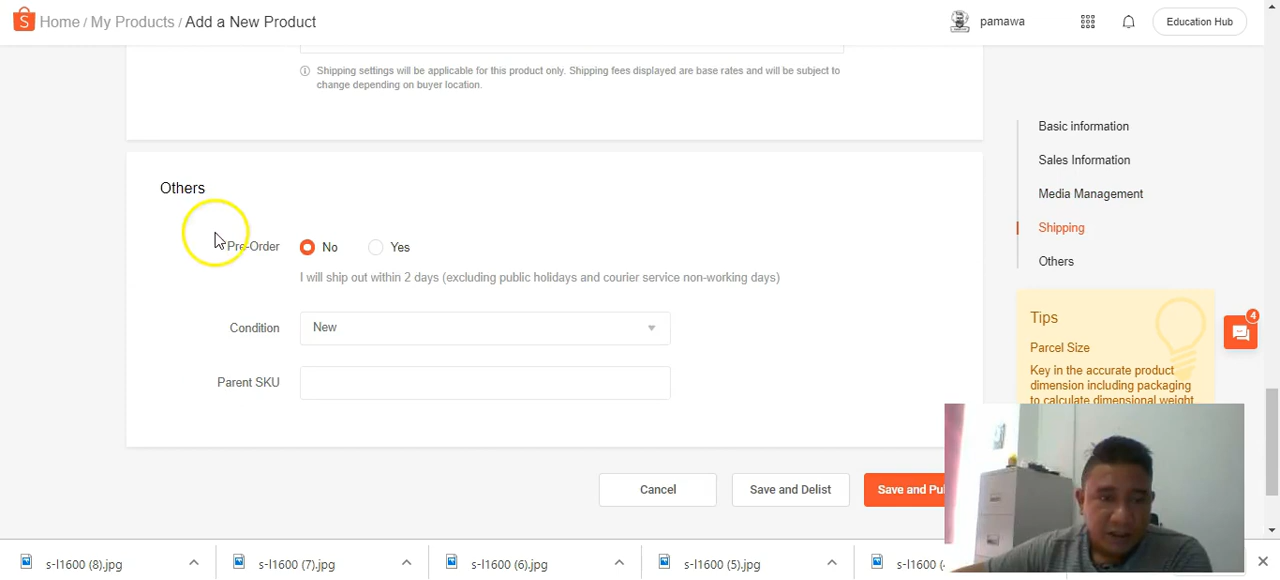 Home / My Products / Add a New Product
pamawa
Education Hub
Shipping settings will be applicable for this product only. Shipping fees displayed are base rates and will be subject to
change depending on buyer location.
Others
Pre-Order
No
Yes
I will ship out within 2 days (excluding public holidays and courier service non-working days)
Condition
New
Parent SKU
Cancel
Save and Delist
Save and
Basic information
Sales Information
Media Management
Shipping
Others
Tips
Parcel Size
Key in the accurate product
dimension including packaging
to calculate dimensional weight
4
s-l1600 (8).jpg
s-l1600 (7).jpg
s-l1600 (6).jpg
s-l1600 (5).jpg
s-l1600